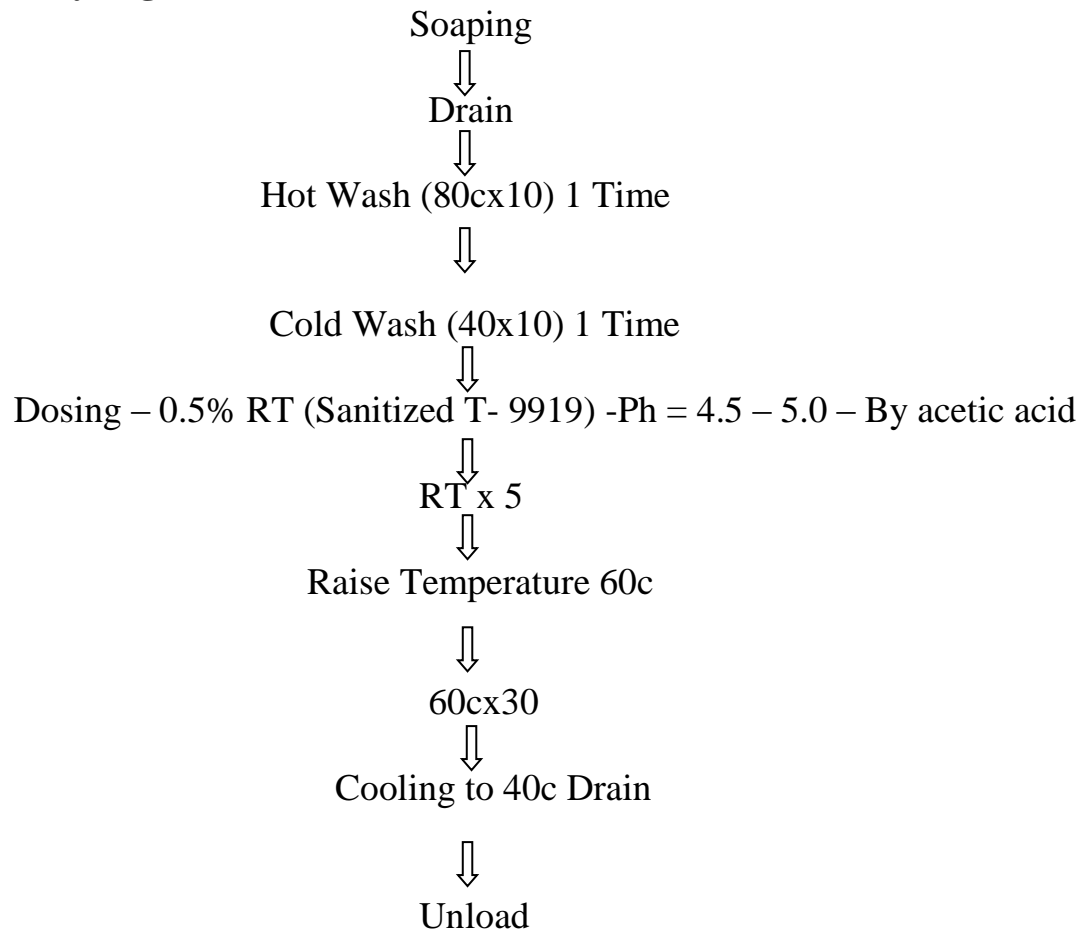 Soaping
Drain
Hot Wash (80cx10) 1 Time
Cold Wash (40x10) 1 Time
Dosing – 0.5% RT (Sanitized T- 9919) -Ph = 4.5 – 5.0 – By acetic acid
RT x 5
Raise Temperature 60c
60cx30
Cooling to 40c Drain
Unload